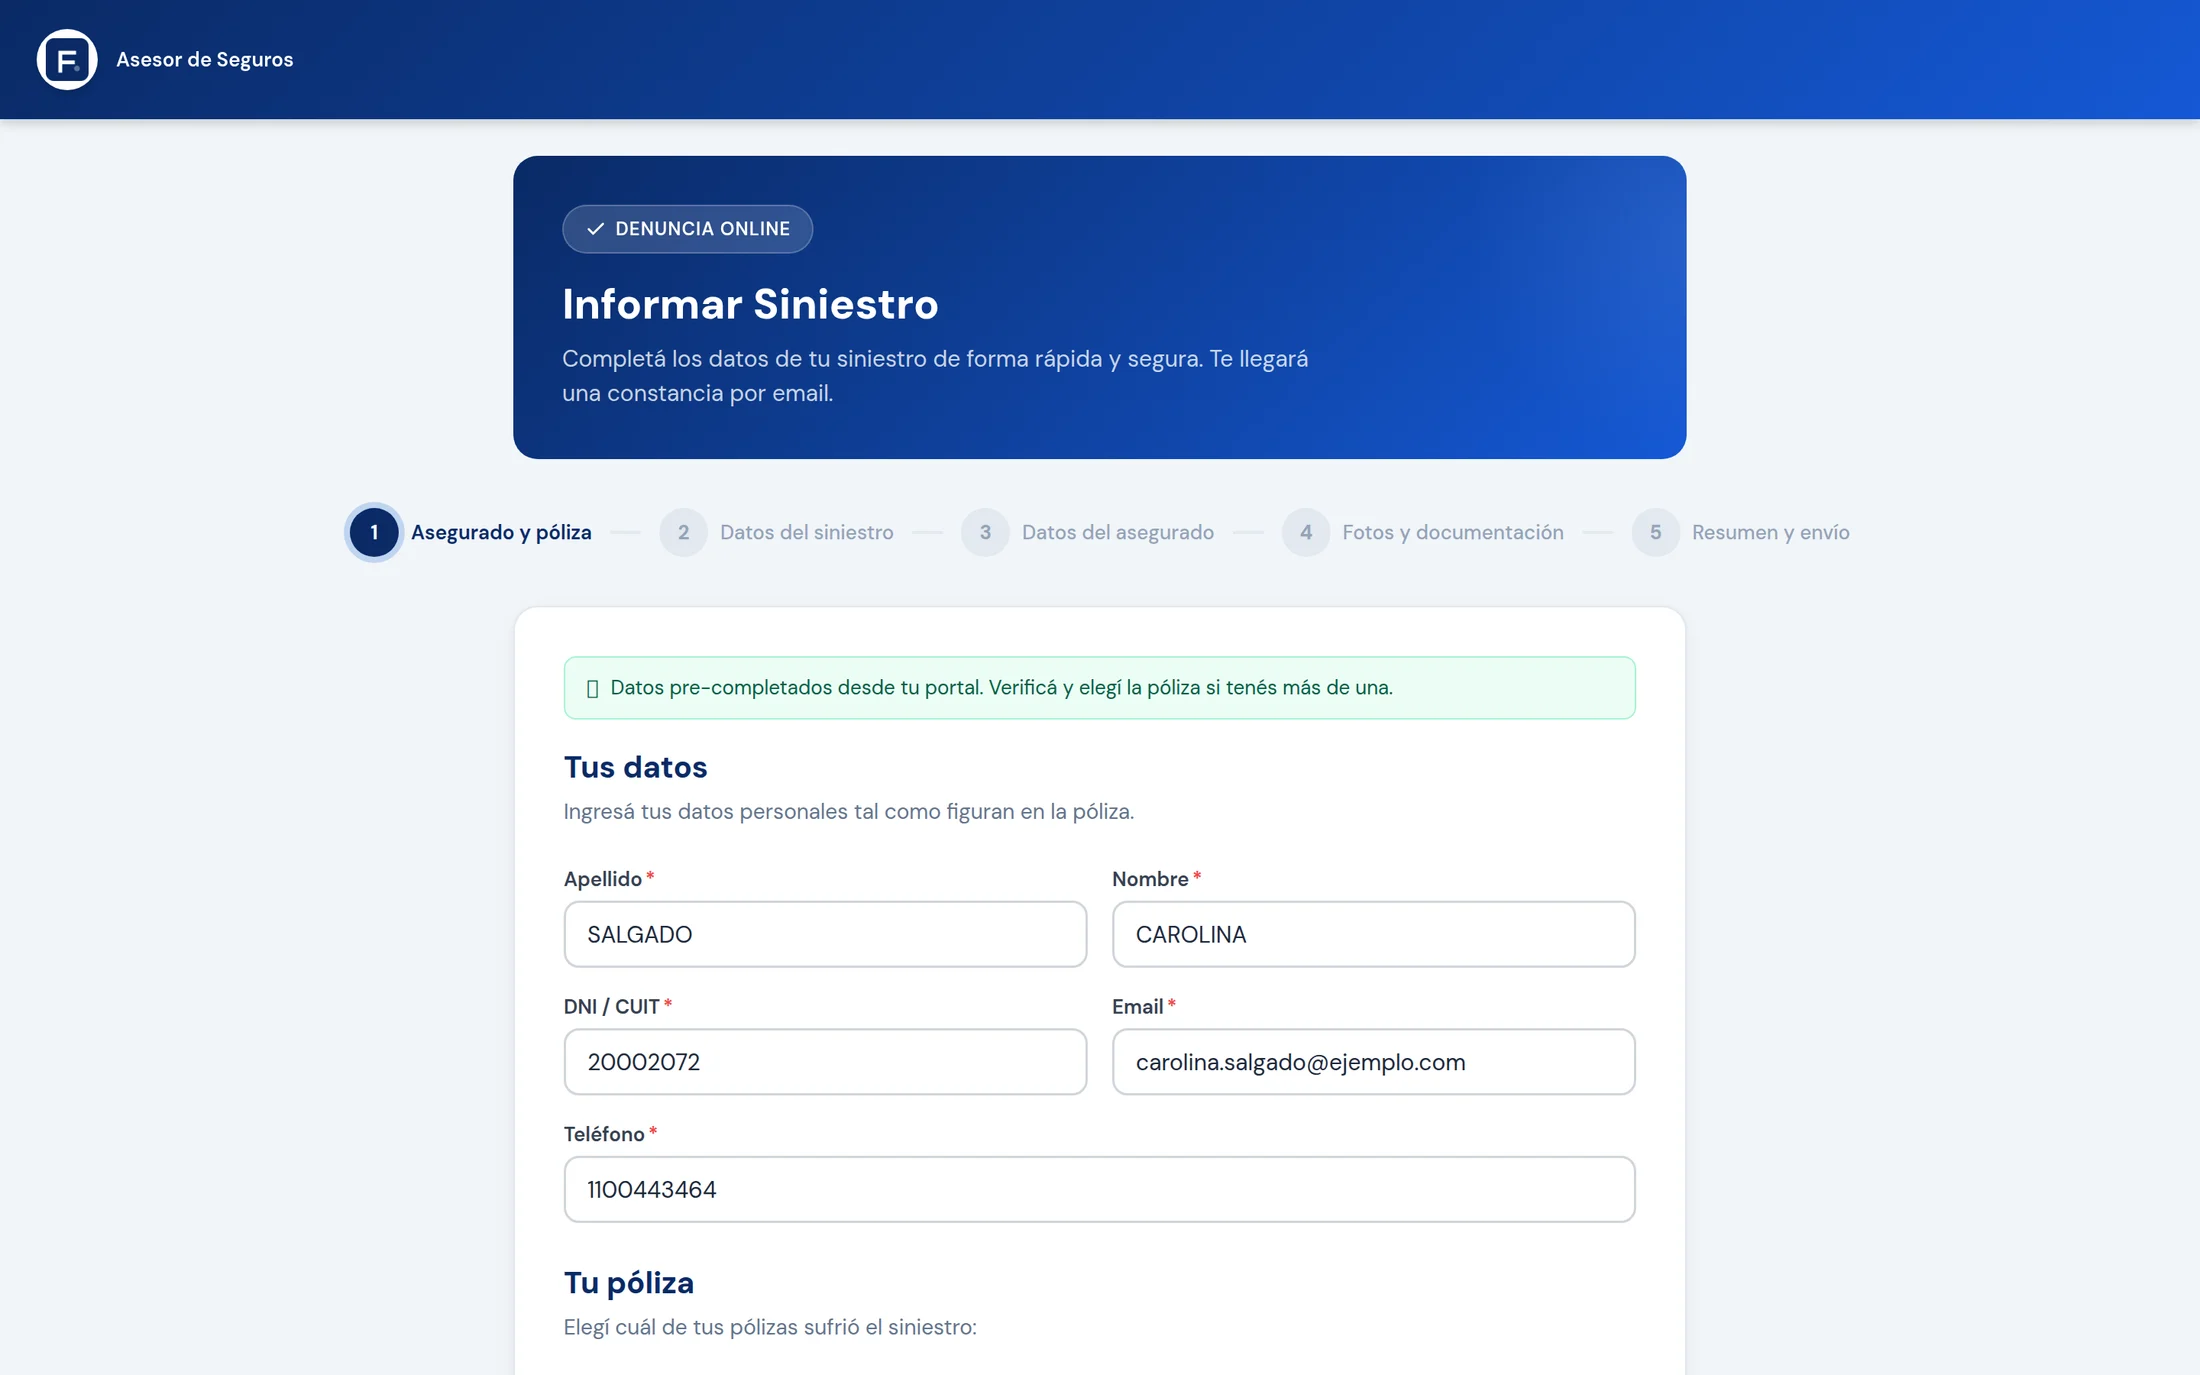 F.
Asesor de Seguros
DENUNCIA ONLINE
Informar Siniestro
Completá los datos de tu siniestro de forma rápida y segura. Te llegará
una constancia por email.
1 Asegurado y póliza
2 Datos del siniestro
3 Datos del asegurado
4 Fotos y documentación
5 Resumen y envío
Datos pre-completados desde tu portal. Verificá y elegí la póliza si tenés más de una.
Tus datos
Ingresá tus datos personales tal como figuran en la póliza.
Apellido *
SALGADO
Nombre *
CAROLINA
DNI / CUIT *
20002072
Email *
carolina.salgado@ejemplo.com
Teléfono *
1100443464
Tu póliza
Elegí cuál de tus pólizas sufrió el siniestro: